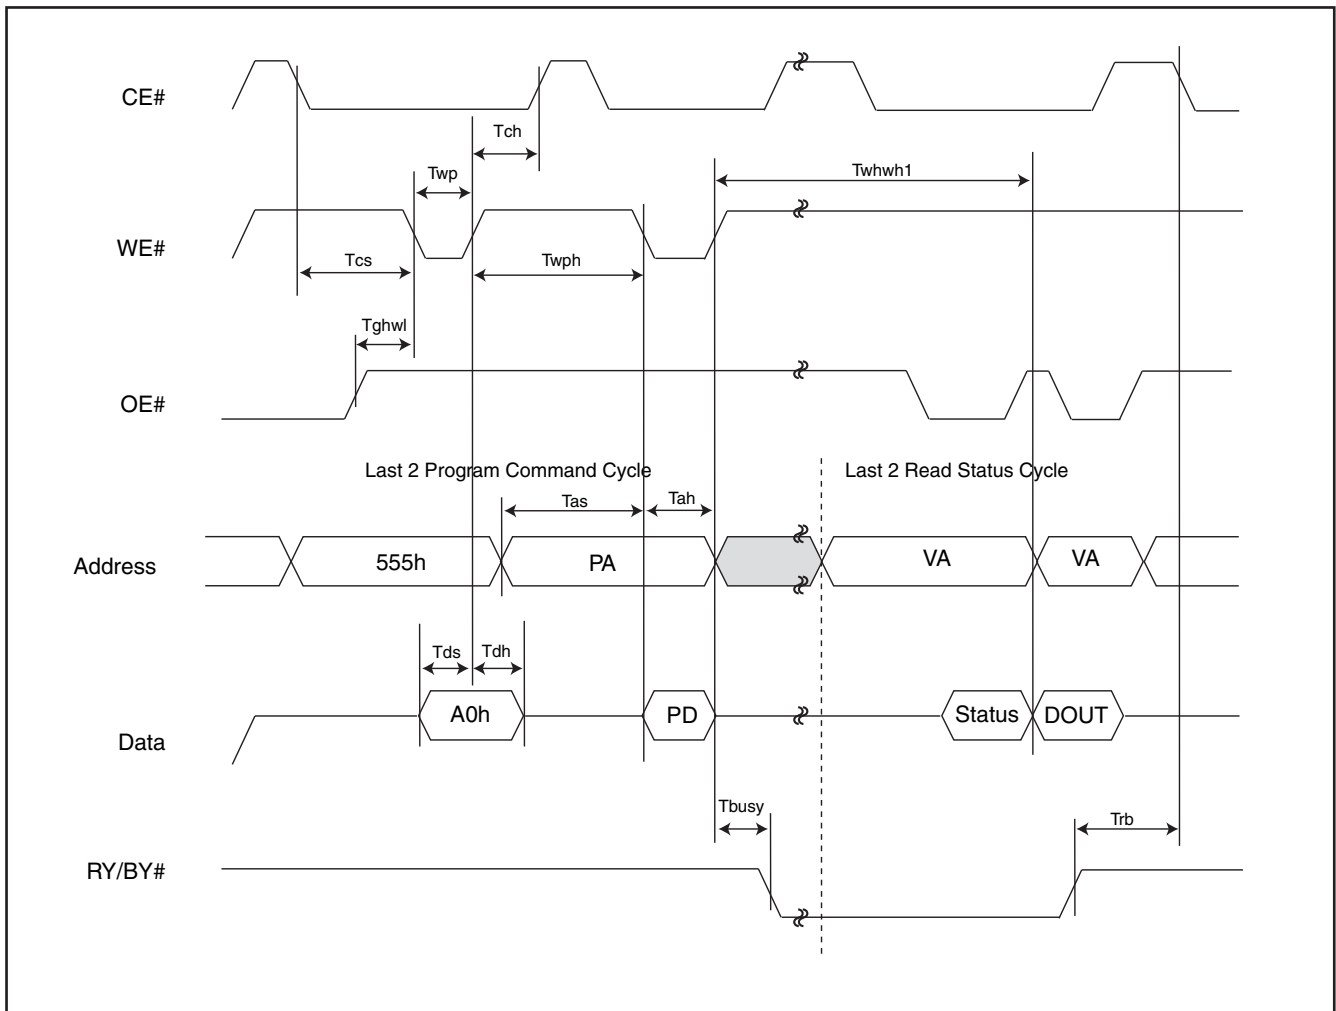 CE#
Tch
Twp
Twhwh1
WE#
Tcs
Twph
Tghwl
OE#
Last 2 Program Command Cycle
Last 2 Read Status Cycle
Tas
Tah
Address
555h
PA
VA
VA
Tds
Tdh
Data
A0h
PD
Status
DOUT
Tbusy
Trb
RY/BY#